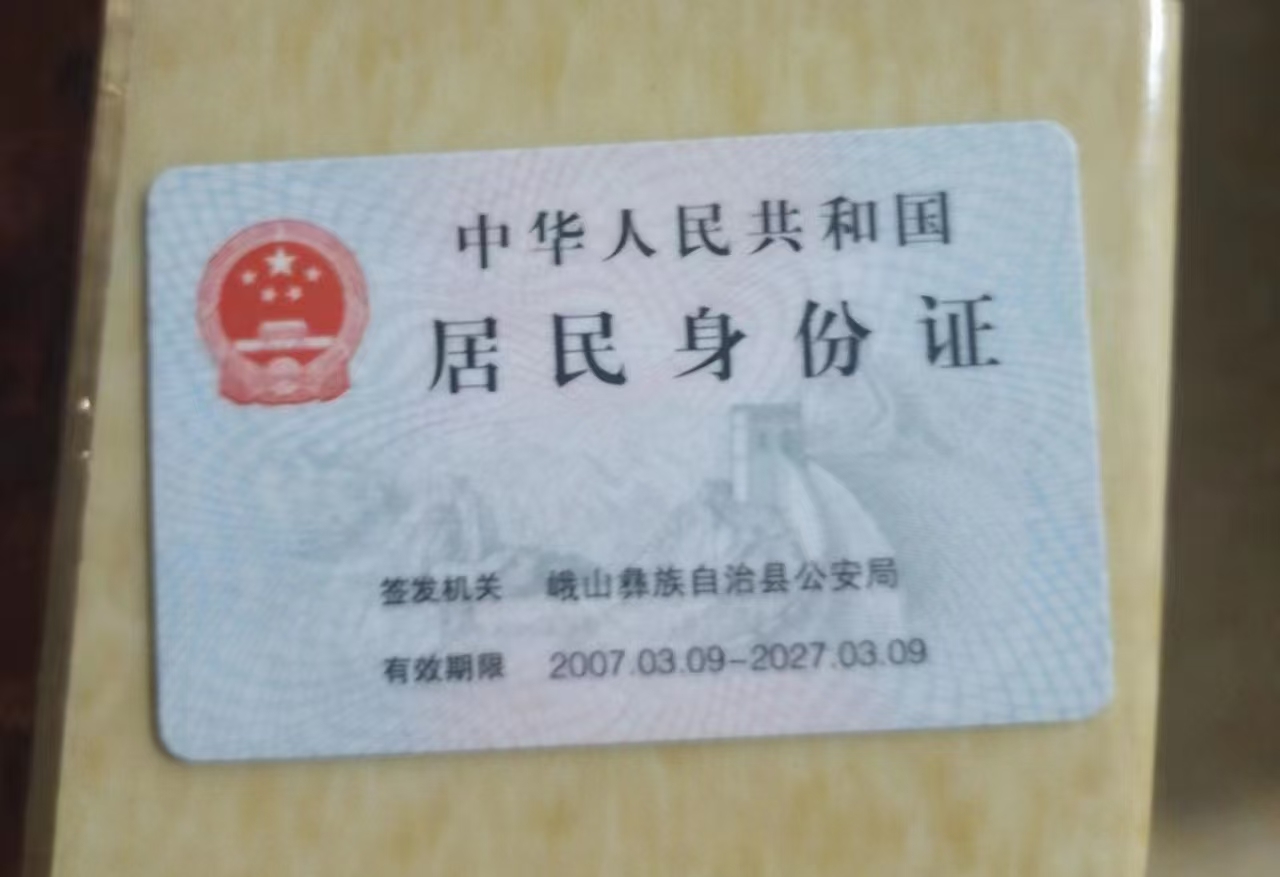 中华人民共和国
居民身份证
签发机关 峨山彝族自治县公安局
有效期限 2007.03.09-2027.03.09